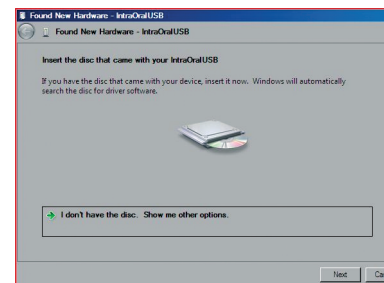 Found New Hardware - IntraOralUSB
Found New Hardware - IntraOralUSB
Insert the disc that came with your IntraOralUSB
If you have the disc that came with your device, insert it now. Windows will automatically
search the disc for driver software.
I don't have the disc. Show me other options.
Next